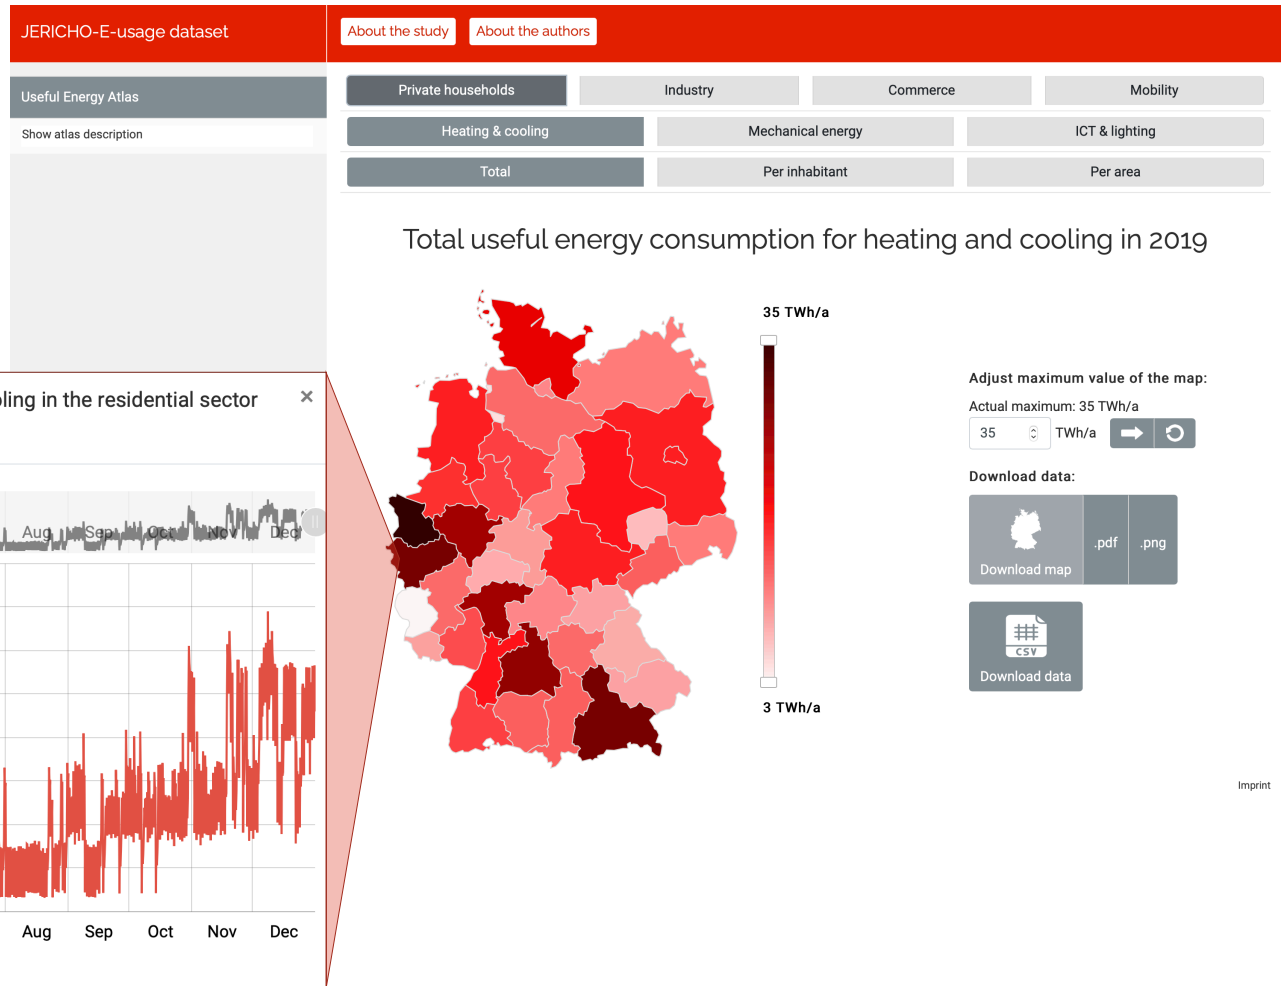 JERICHO-E-usage dataset
About the study
About the authors
Useful Energy Atlas
Show atlas description
Private households
Industry
Commerce
Mobility
Heating & cooling
Mechanical energy
ICT & lighting
Total
Per inhabitant
Per area
Total useful energy consumption for heating and cooling in 2019
35 TWh/a
3 TWh/a
Adjust maximum value of the map:
Actual maximum: 35 TWh/a
35
TWh/a
Download data:
Download map
.pdf
.png
CSV
Download data
Imprint
ling in the residential sector
×
Aug Sep Oct Nov Dec
Aug Sep Oct Nov Dec